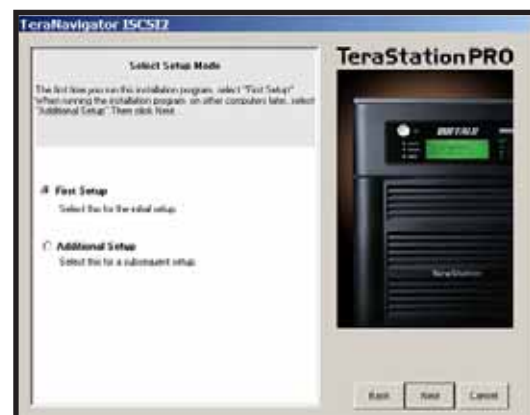 TeraNavigator ISCSI2
Select Setup Mode
The first time you run this installation program, select "First Setup".
When running the installation program on other computers later, select
"Additional Setup". Then click Next.
First Setup
Select this for the initial setup.
Additional Setup
Select this for a subsequent setup.
TeraStation PRO
BUFFALO
TeraStation
Back Next Cancel